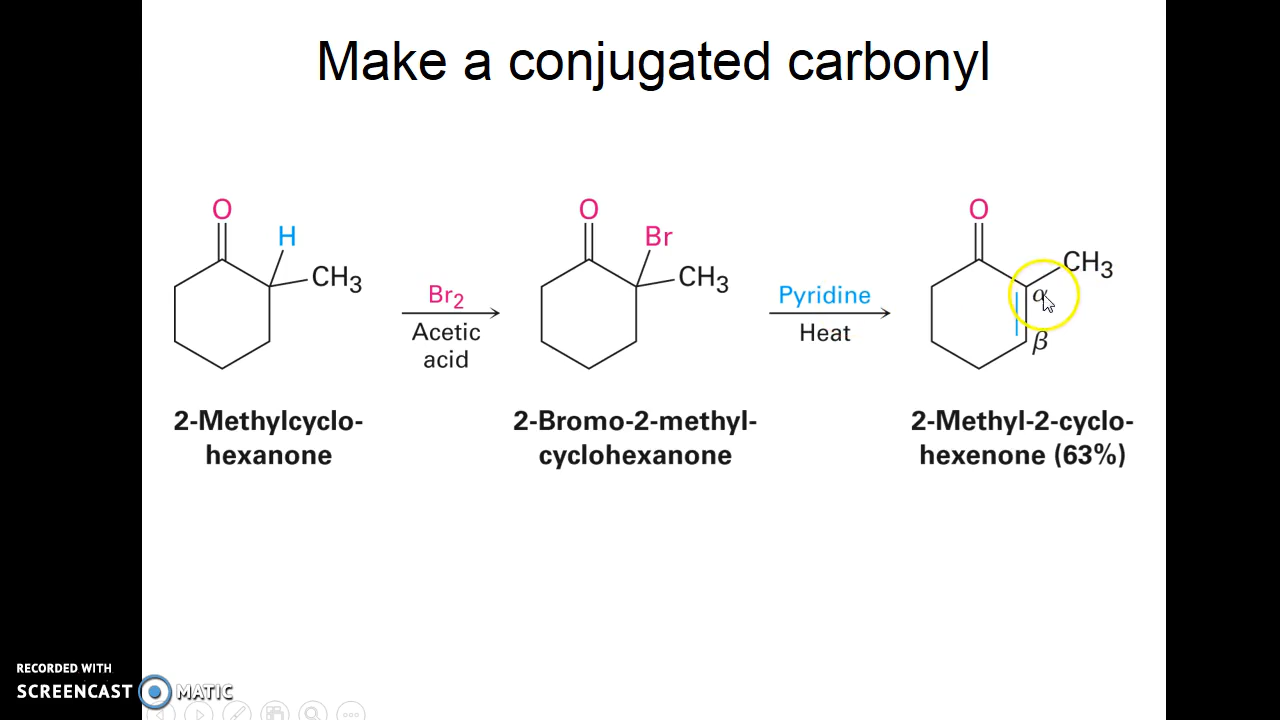 Make a conjugated carbonyl
O
H
CH3
Br2
Acetic
acid
2-Methylcyclo-
hexanone
O
Br
CH3
Pyridine
Heat
2-Bromo-2-methyl-
cyclohexanone
O
CH3
α
β
2-Methyl-2-cyclo-
hexenone (63%)
RECORDED WITH
SCREENCAST MATIC